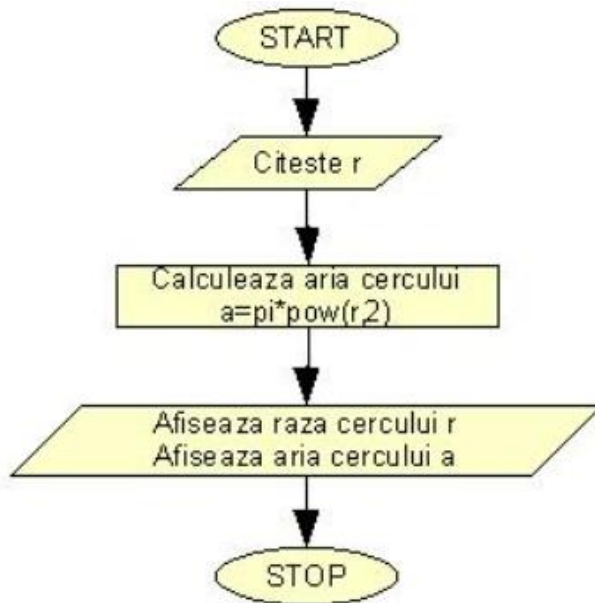 START
Citeste r
Calculeaza aria cercului
a=pi*pow(r,2)
Afiseaza raza cercului r
Afiseaza aria cercului a
STOP